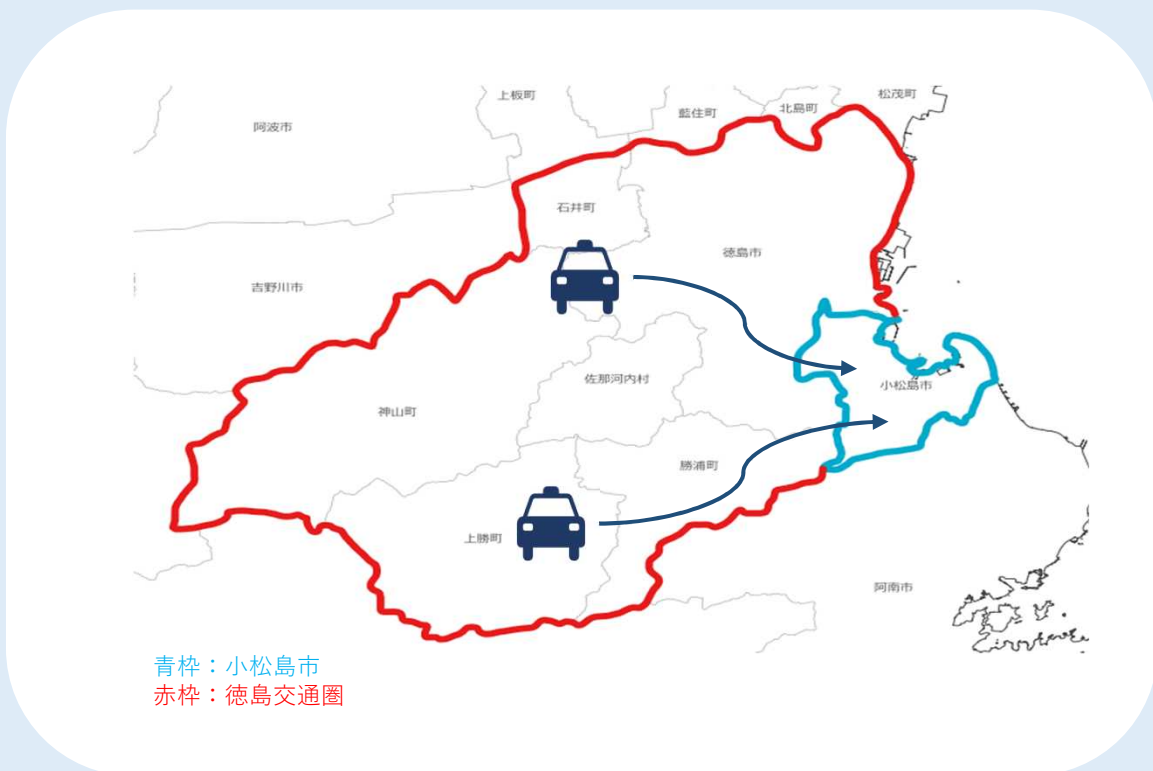 上板町
松茂町
藍住町
北島町
阿波市
石井町
徳島市
吉野川市
佐那河内村
小松島市
神山町
勝浦町
上勝町
阿南市
青枠：小松島市
赤枠：徳島交通圏